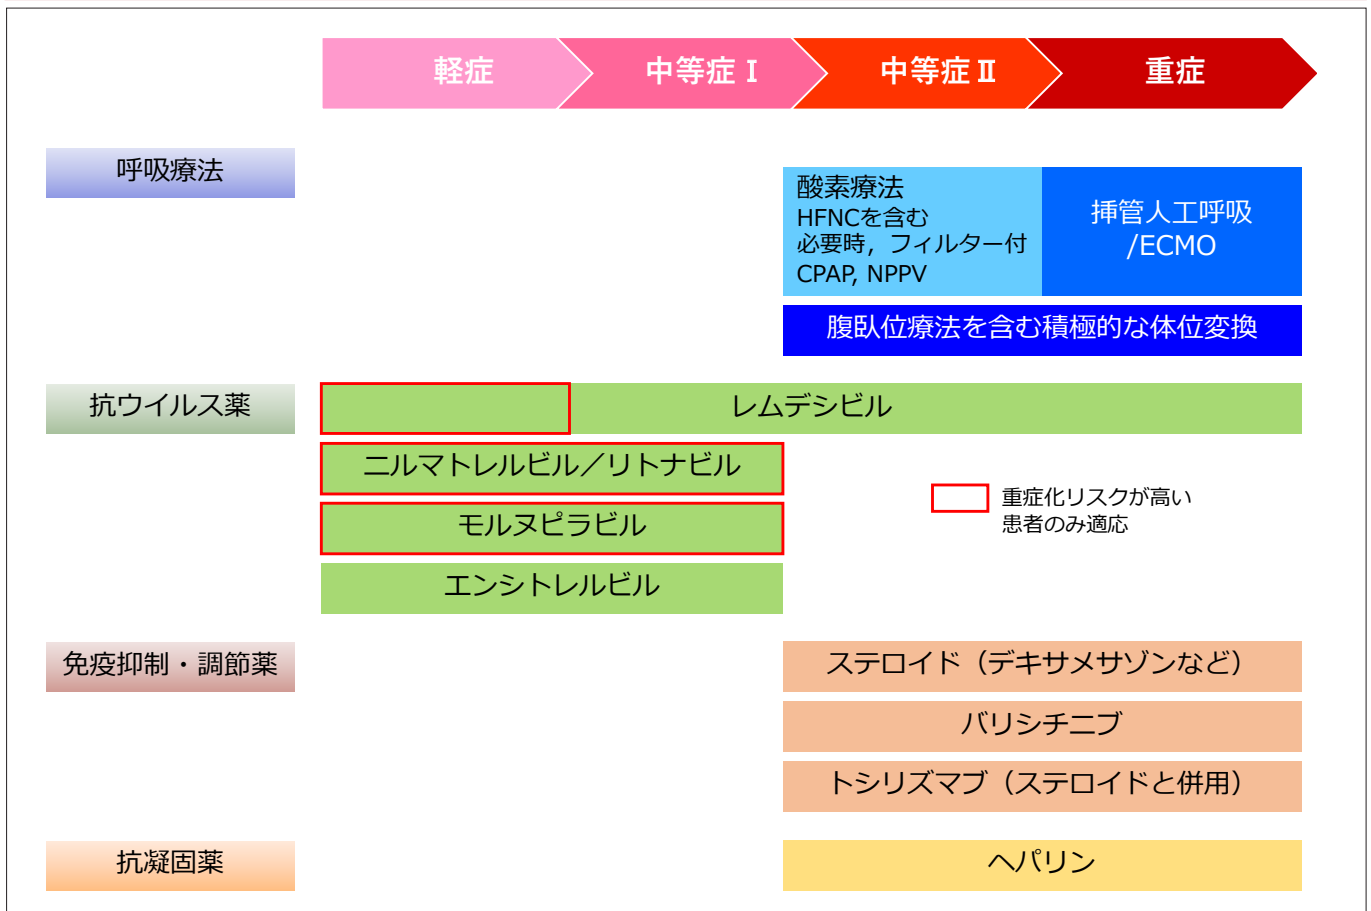 軽症
中等症Ⅰ
中等症Ⅱ
重症
呼吸療法
酸素療法
HFNCを含む
必要時，フィルター付
CPAP, NPPV
挿管人工呼吸
/ECMO
腹臥位療法を含む積極的な体位変換
抗ウイルス薬
レムデシビル
ニルマトレルビル／リトナビル
モルヌピラビル
エンシトレルビル
重症化リスクが高い
患者のみ適応
免疫抑制・調節薬
ステロイド（デキサメサゾンなど）
バリシチニブ
トシリズマブ（ステロイドと併用）
抗凝固薬
ヘパリン